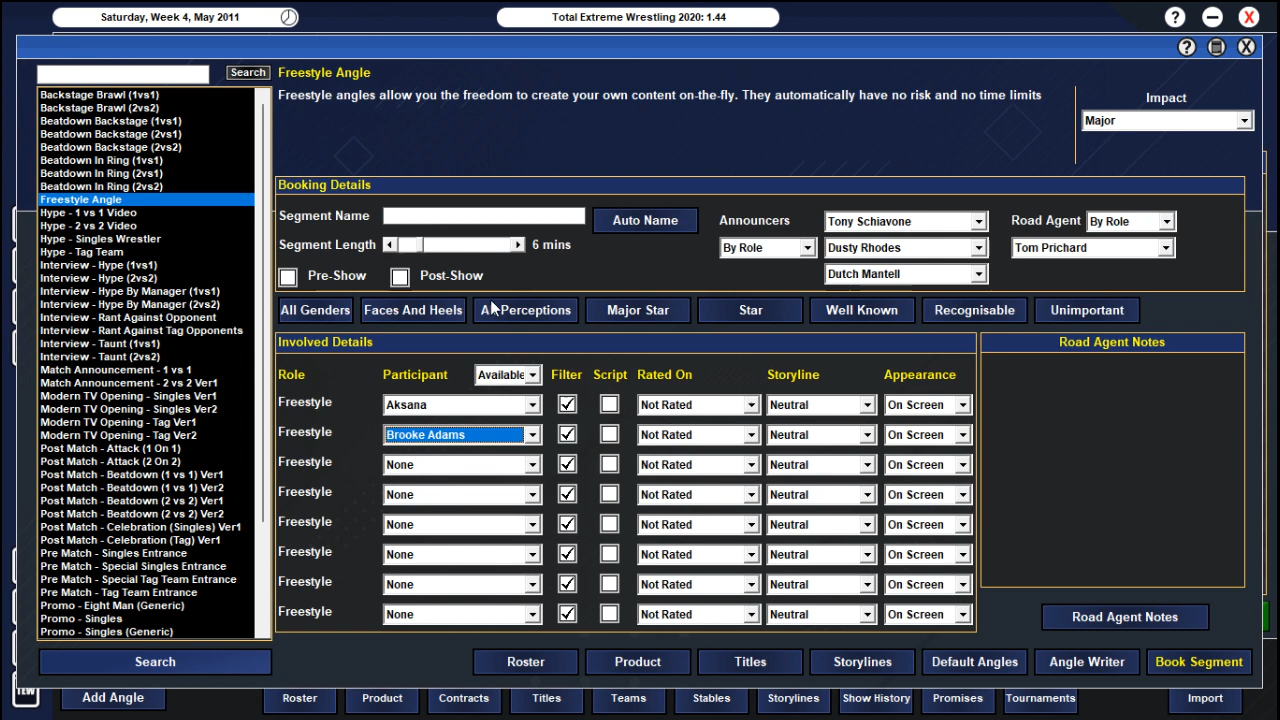 Saturday, Week 4, May 2011
Total Extreme Wrestling 2020: 1.44
? X
? X
Search
Freestyle Angle
Freestyle angles allow you the freedom to create your own content on-the-fly. They automatically have no risk and no time limits
Impact
Major
Backstage Brawl (1vs1)
Backstage Brawl (2vs2)
Beatdown Backstage (1vs1)
Beatdown Backstage (2vs1)
Beatdown Backstage (2vs2)
Beatdown In Ring (1vs1)
Beatdown In Ring (2vs1)
Beatdown In Ring (2vs2)
Freestyle Angle
Hype - 1 vs 1 Video
Hype - 2 vs 2 Video
Hype - Singles Wrestler
Hype - Tag Team
Interview - Hype (1vs1)
Interview - Hype (2vs2)
Interview - Hype By Manager (1vs1)
Interview - Hype By Manager (2vs2)
Interview - Rant Against Opponent
Interview - Rant Against Tag Opponents
Interview - Taunt (1vs1)
Interview - Taunt (2vs2)
Match Announcement - 1 vs 1
Match Announcement - 2 vs 2 Ver1
Modern TV Opening - Singles Ver1
Modern TV Opening - Singles Ver2
Modern TV Opening - Tag Ver1
Modern TV Opening - Tag Ver2
Post Match - Attack (1 On 1)
Post Match - Attack (2 On 2)
Post Match - Beatdown (1 vs 1) Ver1
Post Match - Beatdown (1 vs 1) Ver2
Post Match - Beatdown (2 vs 2) Ver1
Post Match - Beatdown (2 vs 2) Ver2
Post Match - Celebration (Singles) Ver1
Post Match - Celebration (Tag) Ver1
Pre Match - Singles Entrance
Pre Match - Special Singles Entrance
Pre Match - Special Tag Team Entrance
Pre Match - Tag Team Entrance
Promo - Eight Man (Generic)
Promo - Singles
Promo - Singles (Generic)
Search
Booking Details
Segment Name
Auto Name
Announcers
Tony Schiavone
Road Agent
By Role
Segment Length
6 mins
By Role
Dusty Rhodes
Tom Prichard
Pre-Show
Post-Show
Dutch Mantell
All Genders
Faces And Heels
Perceptions
Major Star
Star
Well Known
Recognisable
Unimportant
Involved Details
Road Agent Notes
Role Participant Available Filter Script Rated On Storyline Appearance
Freestyle Aksana Not Rated Neutral On Screen
Freestyle Brooke Adams Not Rated Neutral On Screen
Freestyle None Not Rated Neutral On Screen
Freestyle None Not Rated Neutral On Screen
Freestyle None Not Rated Neutral On Screen
Freestyle None Not Rated Neutral On Screen
Freestyle None Not Rated Neutral On Screen
Freestyle None Not Rated Neutral On Screen
Road Agent Notes
Roster
Product
Titles
Storylines
Default Angles
Angle Writer
Book Segment
TEW
Add Angle
Roster
Product
Contracts
Titles
Teams
Stables
Storylines
Show History
Promises
Tournaments
Import